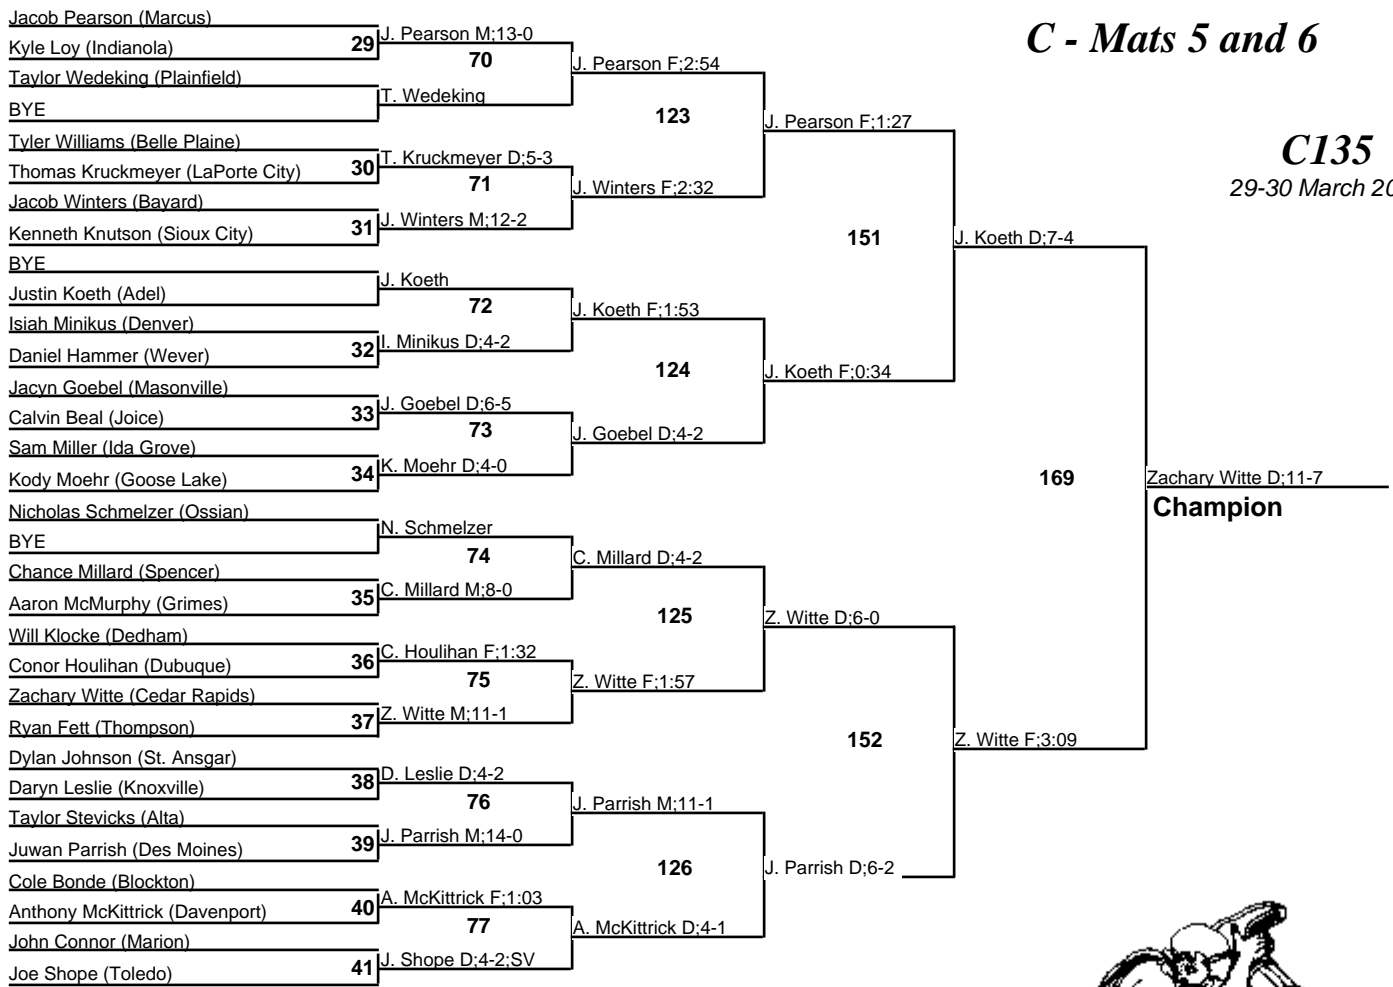 C - Mats 5 and 6
C135
29-30 March 20
Jacob Pearson (Marcus)
Kyle Loy (Indianola)
Taylor Wedeking (Plainfield)
BYE
Tyler Williams (Belle Plaine)
Thomas Kruckmeyer (LaPorte City)
Jacob Winters (Bayard)
Kenneth Knutson (Sioux City)
BYE
Justin Koeth (Adel)
Isiah Minikus (Denver)
Daniel Hammer (Wever)
Jacyn Goebel (Masonville)
Calvin Beal (Joice)
Sam Miller (Ida Grove)
Kody Moehr (Goose Lake)
Nicholas Schmelzer (Ossian)
BYE
Chance Millard (Spencer)
Aaron McMurphy (Grimes)
Will Klocke (Dedham)
Conor Houlihan (Dubuque)
Zachary Witte (Cedar Rapids)
Ryan Fett (Thompson)
Dylan Johnson (St. Ansgar)
Daryn Leslie (Knoxville)
Taylor Stevicks (Alta)
Juwan Parrish (Des Moines)
Cole Bonde (Blockton)
Anthony McKittrick (Davenport)
John Connor (Marion)
Joe Shope (Toledo)
29
30
31
32
33
34
35
36
37
38
39
40
41
J. Pearson M;13-0
T. Wedeking
T. Kruckmeyer D;5-3
J. Winters M;12-2
J. Koeth
I. Minikus D;4-2
J. Goebel D;6-5
K. Moehr D;4-0
N. Schmelzer
C. Millard M;8-0
C. Houlihan F;1:32
Z. Witte M;11-1
D. Leslie D;4-2
J. Parrish M;14-0
A. McKittrick F;1:03
J. Shope D;4-2;SV
70
71
72
73
74
75
76
77
J. Pearson F;2:54
J. Winters F;2:32
J. Koeth F;1:53
J. Goebel D;4-2
C. Millard D;4-2
Z. Witte F;1:57
J. Parrish M;11-1
A. McKittrick D;4-1
123
124
125
126
J. Pearson F;1:27
J. Koeth F;0:34
Z. Witte D;6-0
J. Parrish D;6-2
151
152
J. Koeth D;7-4
Z. Witte F;3:09
169
Zachary Witte D;11-7
Champion